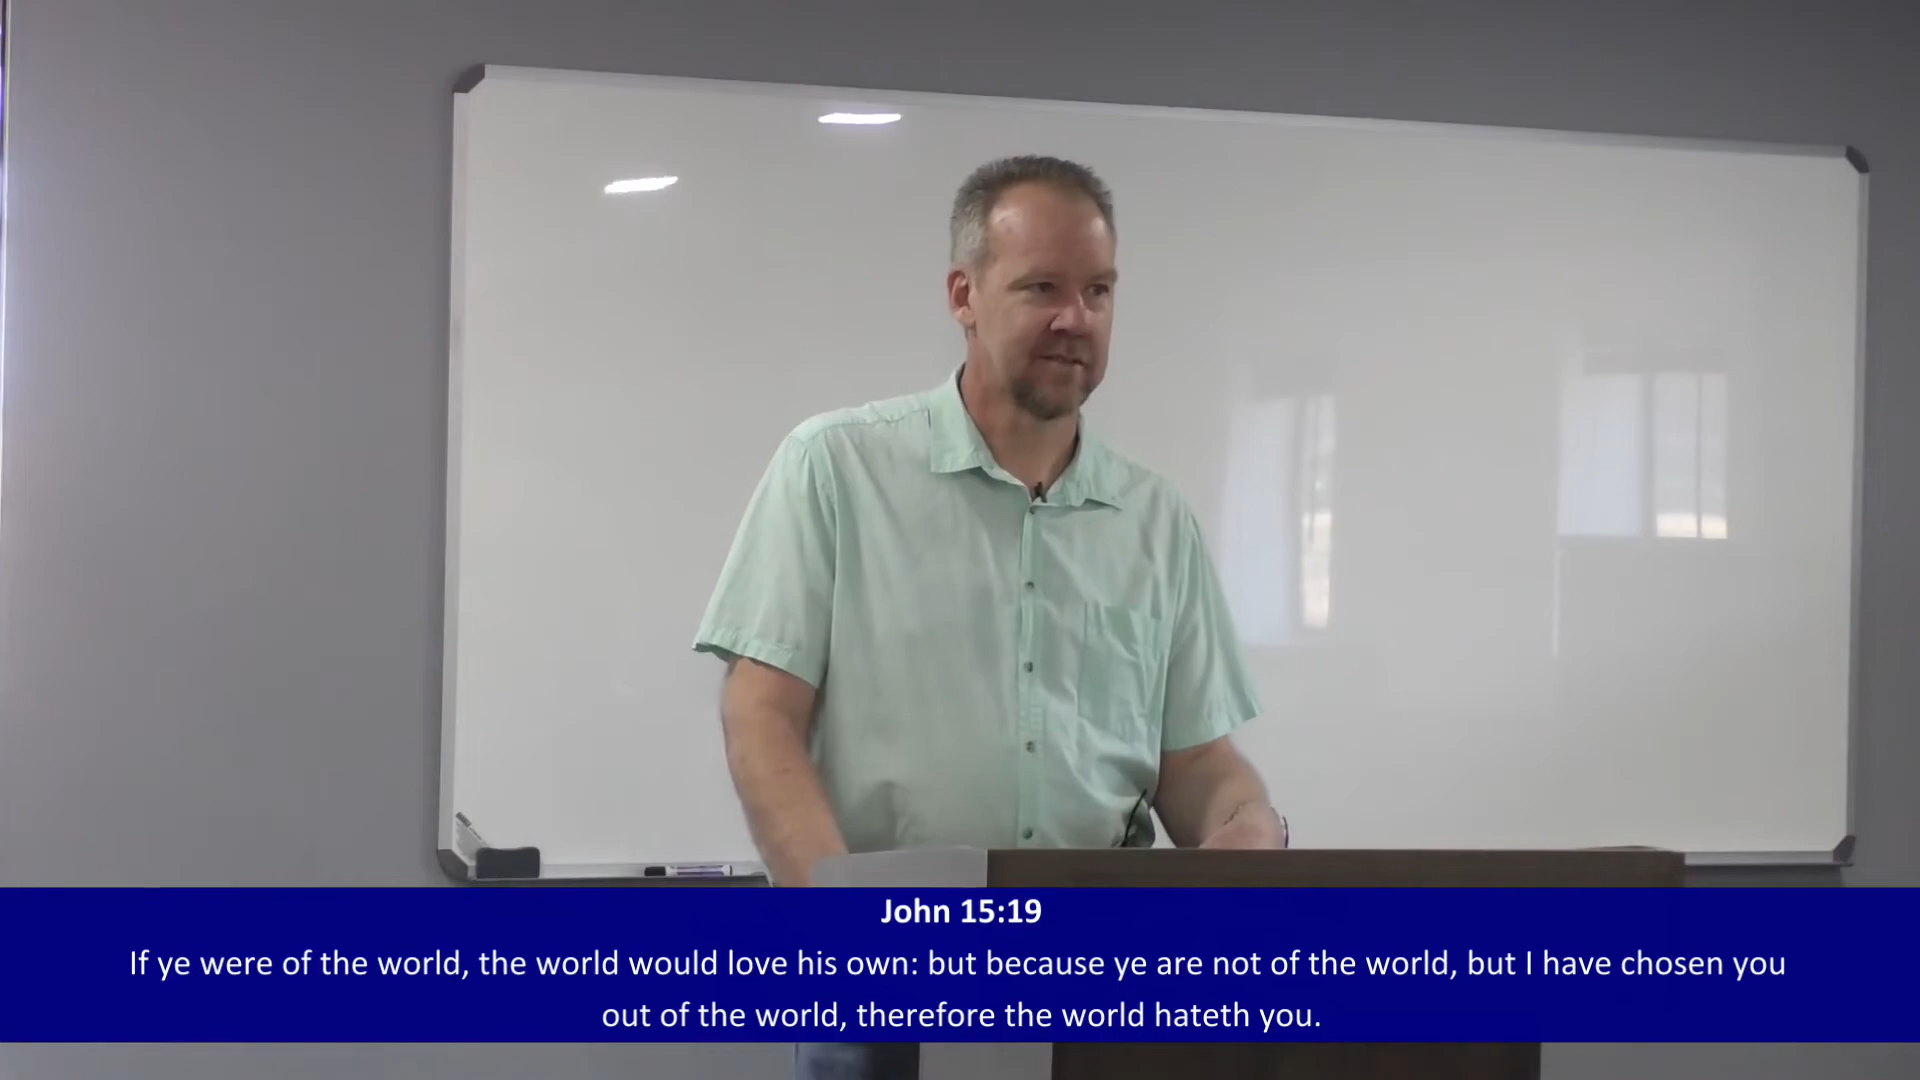 John 15:19
If ye were of the world, the world would love his own: but because ye are not of the world, but I have chosen you
out of the world, therefore the world hateth you.